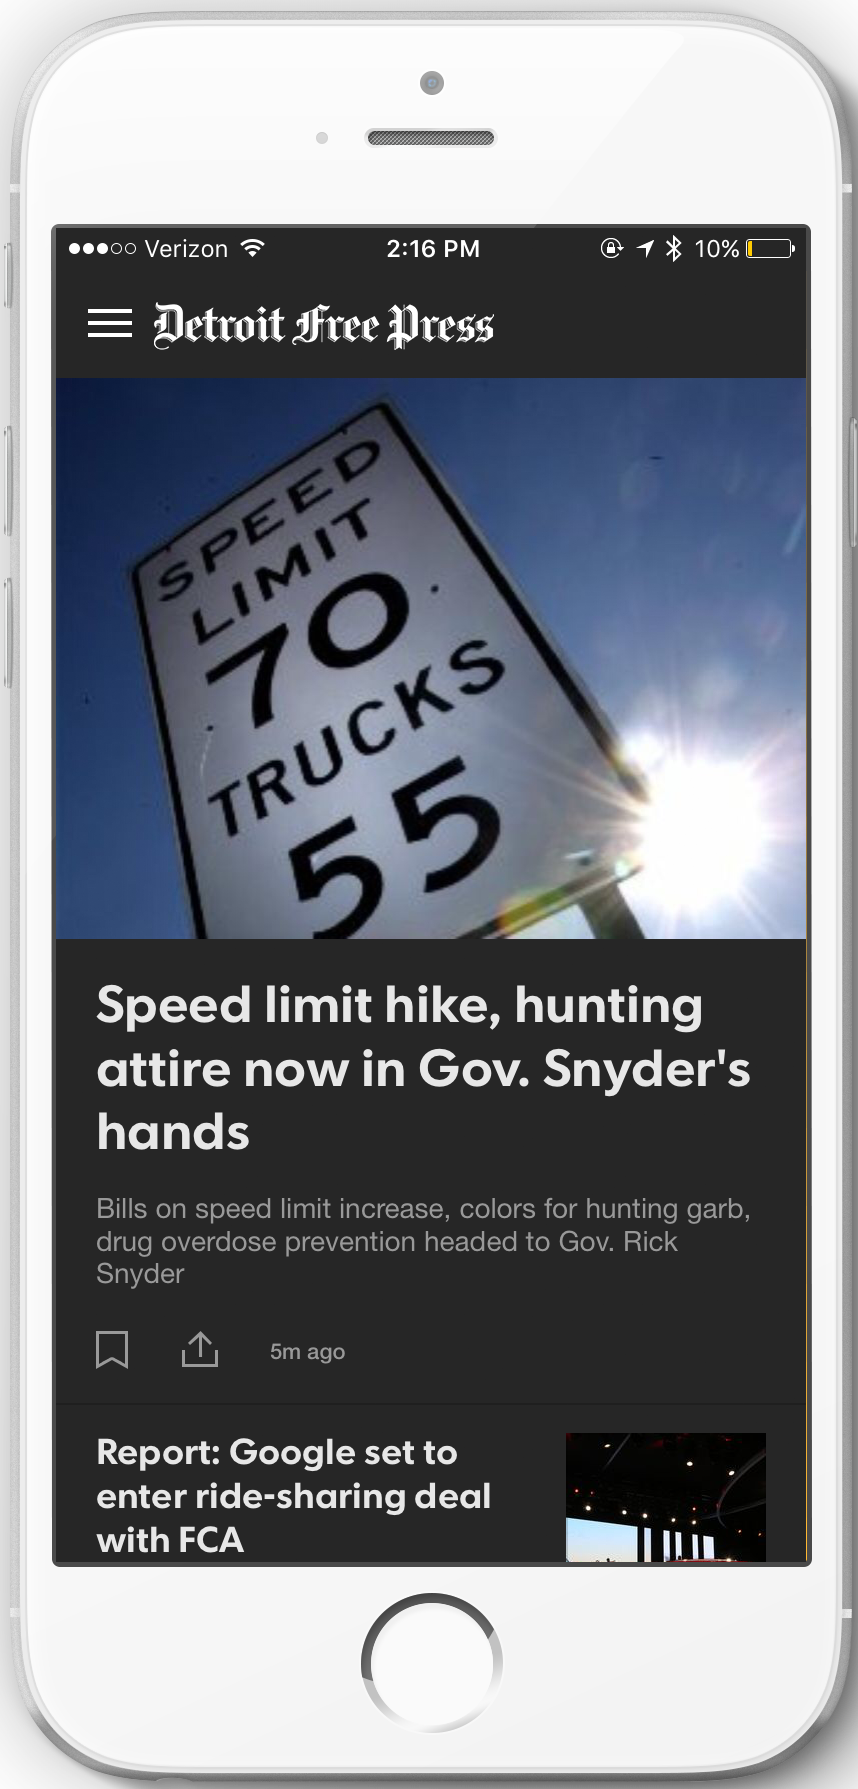 Verizon 2:16 PM 10%
Detroit Free Press
SPEED
LIMIT
70
TRUCKS
55
Speed limit hike, hunting
attire now in Gov. Snyder's
hands
Bills on speed limit increase, colors for hunting garb,
drug overdose prevention headed to Gov. Rick
Snyder
5m ago
Report: Google set to
enter ride-sharing deal
with FCA